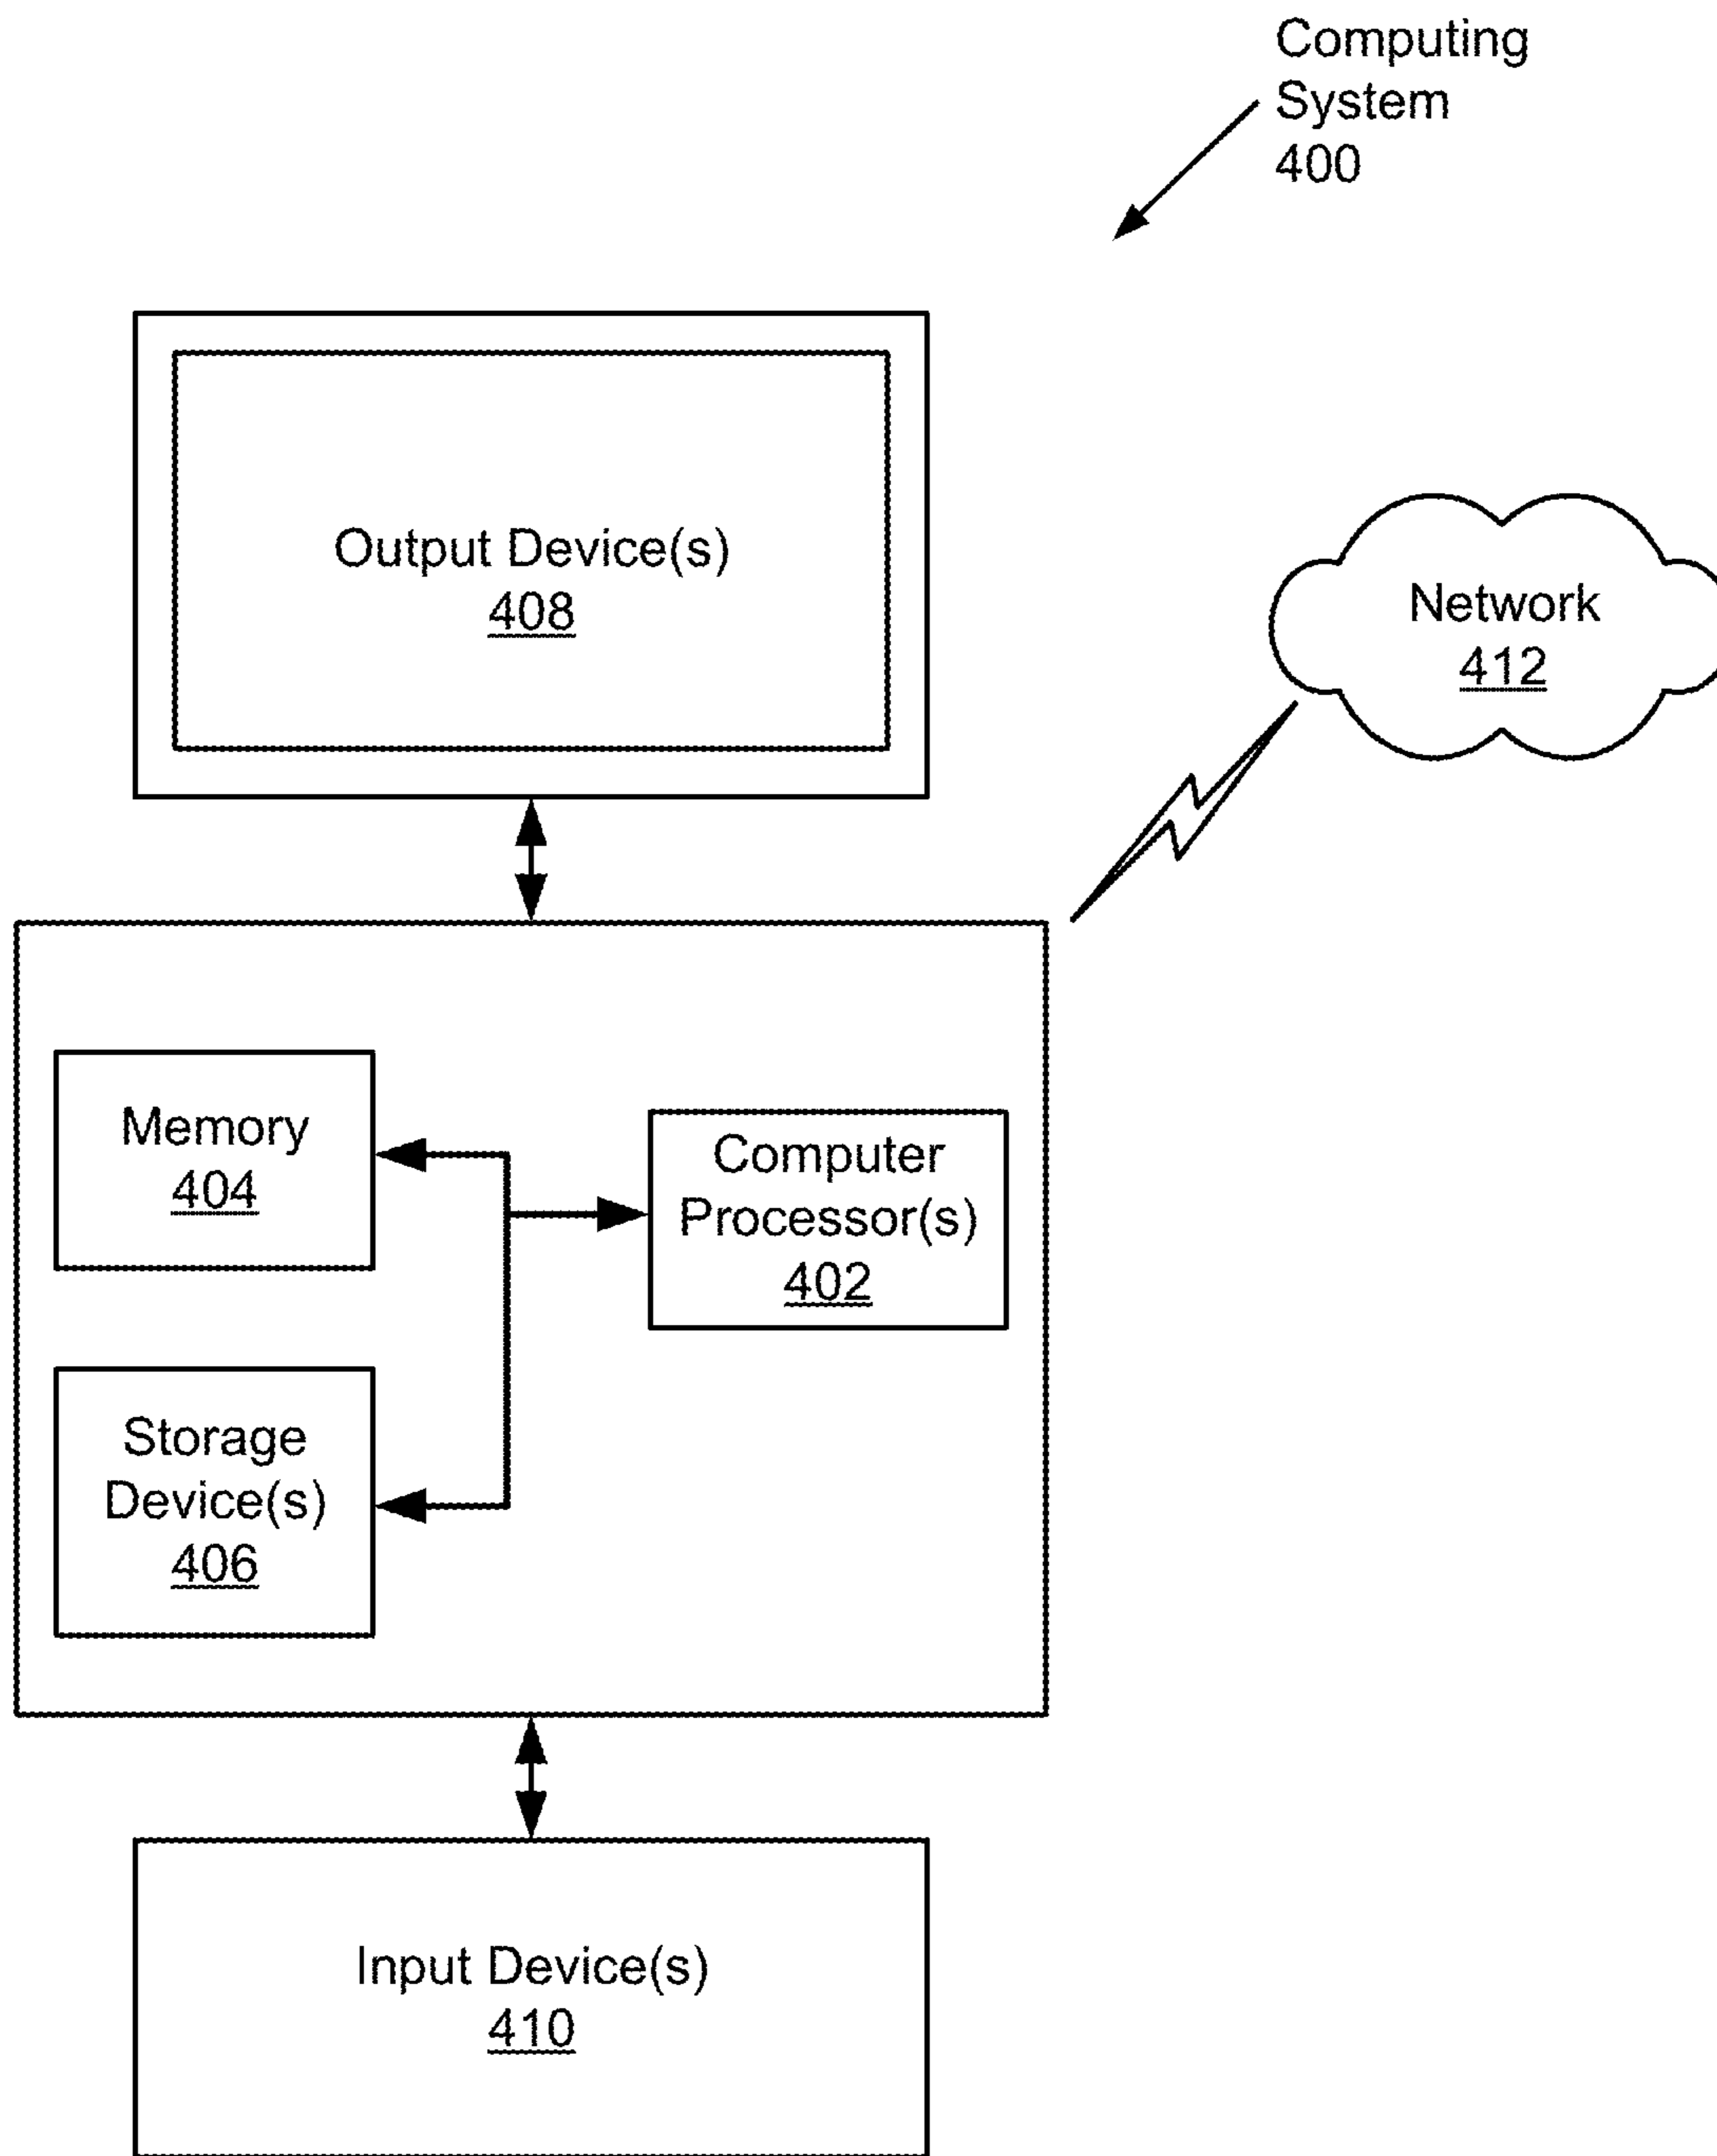 Computing
System
400
Output Device(s)
408
Network
412
Memory
404
Computer
Processor(s)
402
Storage
Device(s)
406
Input Device(s)
410